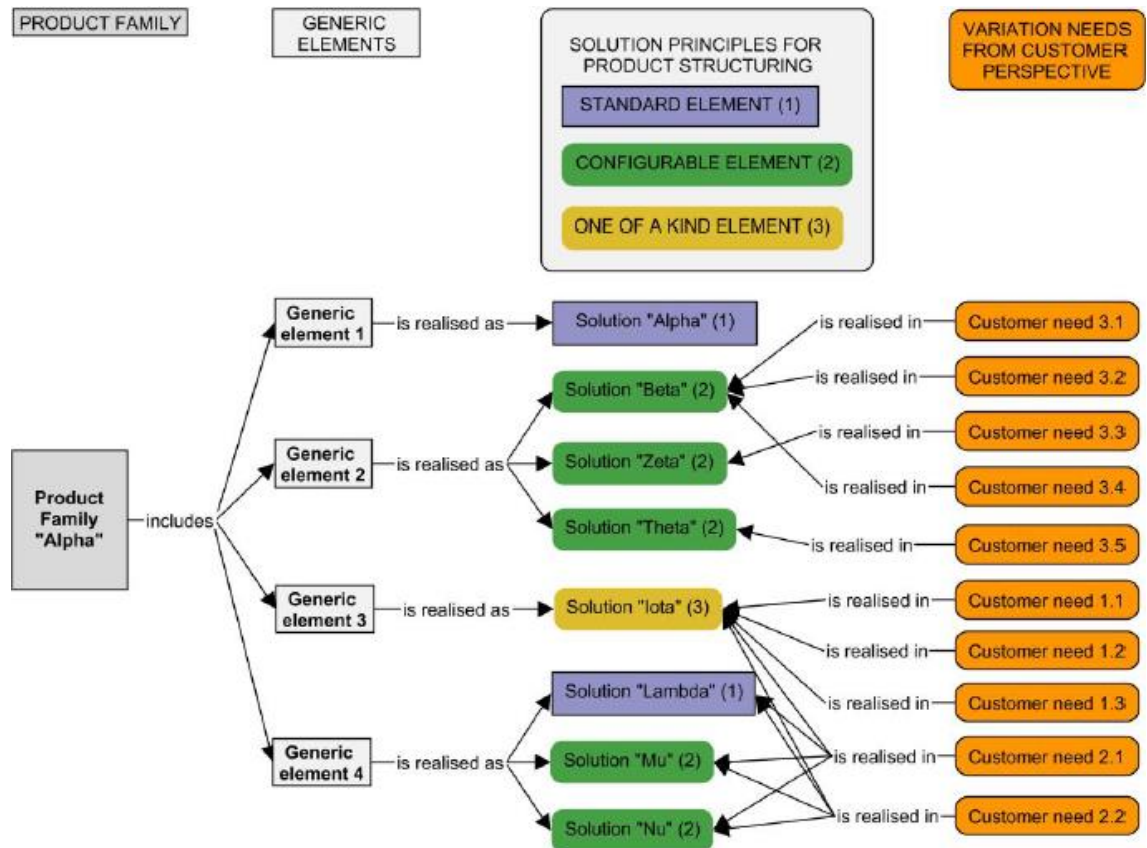 PRODUCT FAMILY
GENERIC
ELEMENTS
SOLUTION PRINCIPLES FOR
PRODUCT STRUCTURING
STANDARD ELEMENT (1)
CONFIGURABLE ELEMENT (2)
ONE OF A KIND ELEMENT (3)
VARIATION NEEDS
FROM CUSTOMER
PERSPECTIVE
Product
Family
"Alpha"
includes
Generic
element 1
is realised as
Solution "Alpha" (1)
is realised in
Customer need 3.1
Solution "Beta" (2)
is realised in
Customer need 3.2
Generic
element 2
is realised as
Solution "Zeta" (2)
is realised in
Customer need 3.3
is realised in
Customer need 3.4
Solution "Theta" (2)
is realised in
Customer need 3.5
Generic
element 3
is realised as
Solution "Iota" (3)
is realised in
Customer need 1.1
is realised in
Customer need 1.2
Solution "Lambda" (1)
is realised in
Customer need 1.3
Generic
element 4
is realised as
Solution "Mu" (2)
is realised in
Customer need 2.1
Solution "Nu" (2)
is realised in
Customer need 2.2